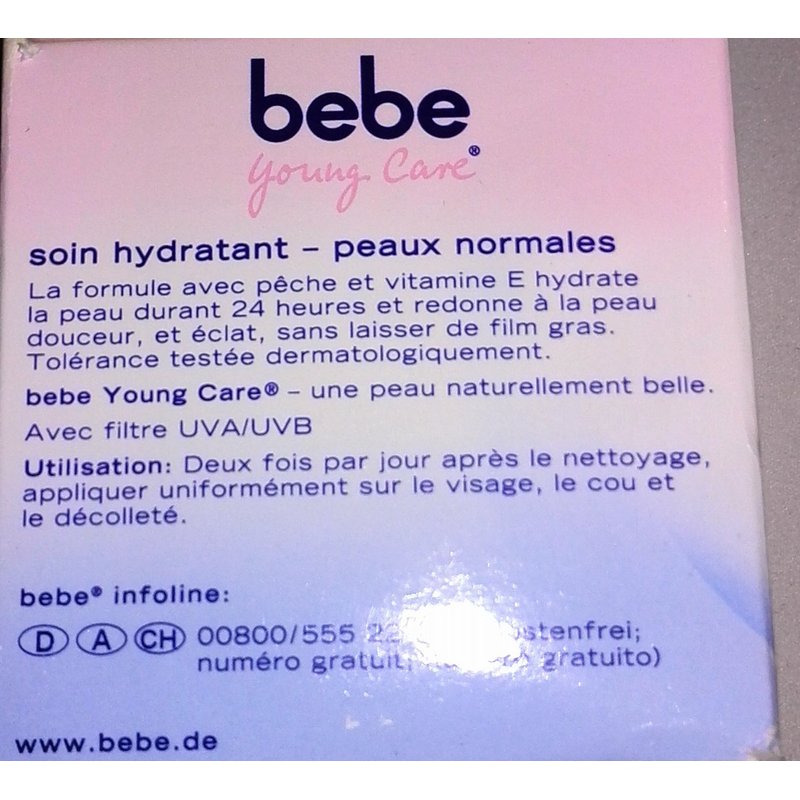 bebe
young Care®
soin hydratant – peaux normales
La formule avec pêche et vitamine E hydrate
la peau durant 24 heures et redonne à la peau
douceur, et éclat, sans laisser de film gras.
Tolérance testée dermatologiquement.
bebe Young Care® – une peau naturellement belle.
Avec filtre UVA/UVB
Utilisation: Deux fois par jour après le nettoyage,
appliquer uniformément sur le visage, le cou et
le décolleté.
bebe® infoline:
D A CH 00800/555
numéro gratuit, gratuito)
www.bebe.de